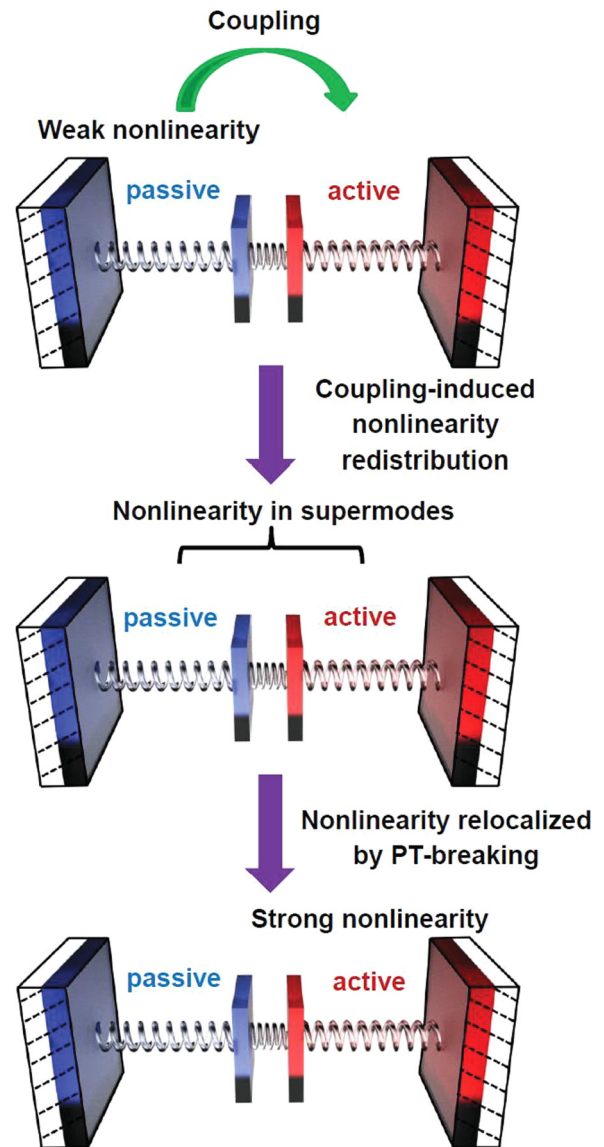 Coupling
Weak nonlinearity
passive
active
Coupling-induced
nonlinearity
redistribution
Nonlinearity in supermodes
passive
active
Nonlinearity relocalized
by PT-breaking
Strong nonlinearity
passive
active